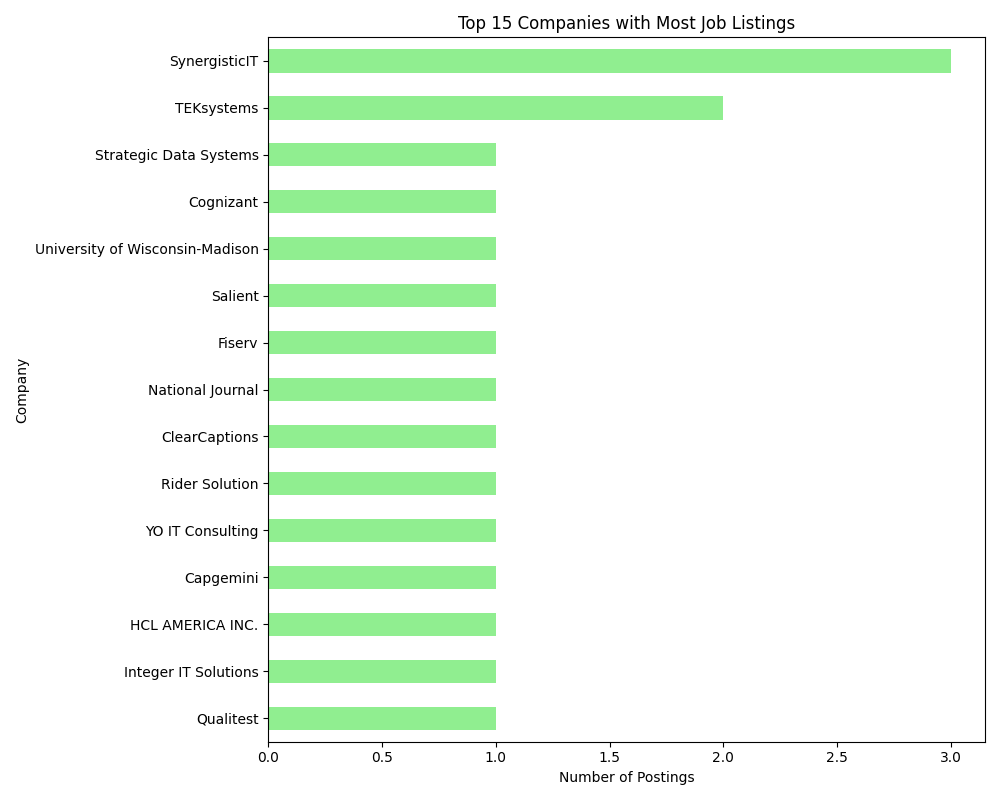 Top 15 Companies with Most Job Listings
Company
SynergisticIT
TEKsystems
Strategic Data Systems
Cognizant
University of Wisconsin-Madison
Salient
Fiserv
National Journal
ClearCaptions
Rider Solution
YO IT Consulting
Capgemini
HCL AMERICA INC.
Integer IT Solutions
Qualitest
0.0 0.5 1.0 1.5 2.0 2.5 3.0
Number of Postings